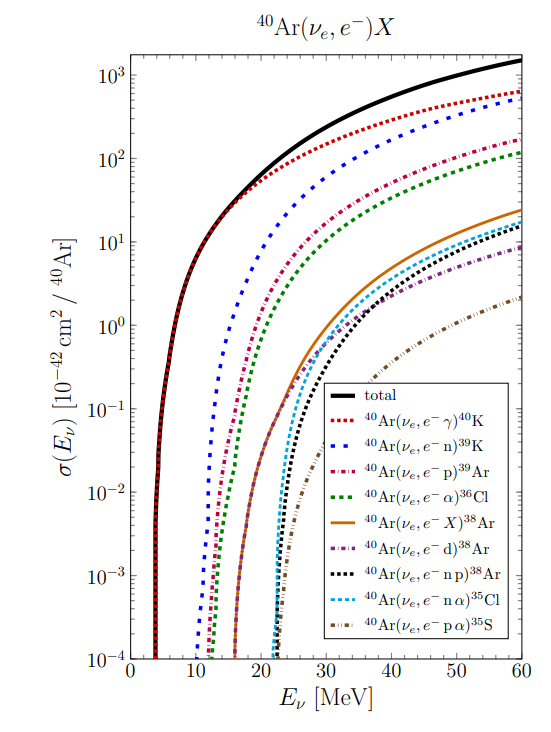 ⁴⁰Ar(νₑ, e⁻)X
10³
10²
10¹
10⁰
10⁻¹
10⁻²
10⁻³
10⁻⁴
σ(E_ν) [10⁻⁴² cm² / ⁴⁰Ar]
total
⁴⁰Ar(νₑ, e⁻ γ)⁴⁰K
⁴⁰Ar(νₑ, e⁻ n)³⁹K
⁴⁰Ar(νₑ, e⁻ p)³⁹Ar
⁴⁰Ar(νₑ, e⁻ α)³⁶Cl
⁴⁰Ar(νₑ, e⁻ X)³⁸Ar
⁴⁰Ar(νₑ, e⁻ d)³⁸Ar
⁴⁰Ar(νₑ, e⁻ n p)³⁸Ar
⁴⁰Ar(νₑ, e⁻ n α)³⁵Cl
⁴⁰Ar(νₑ, e⁻ p α)³⁵S
0 10 20 30 40 50 60
E_ν [MeV]